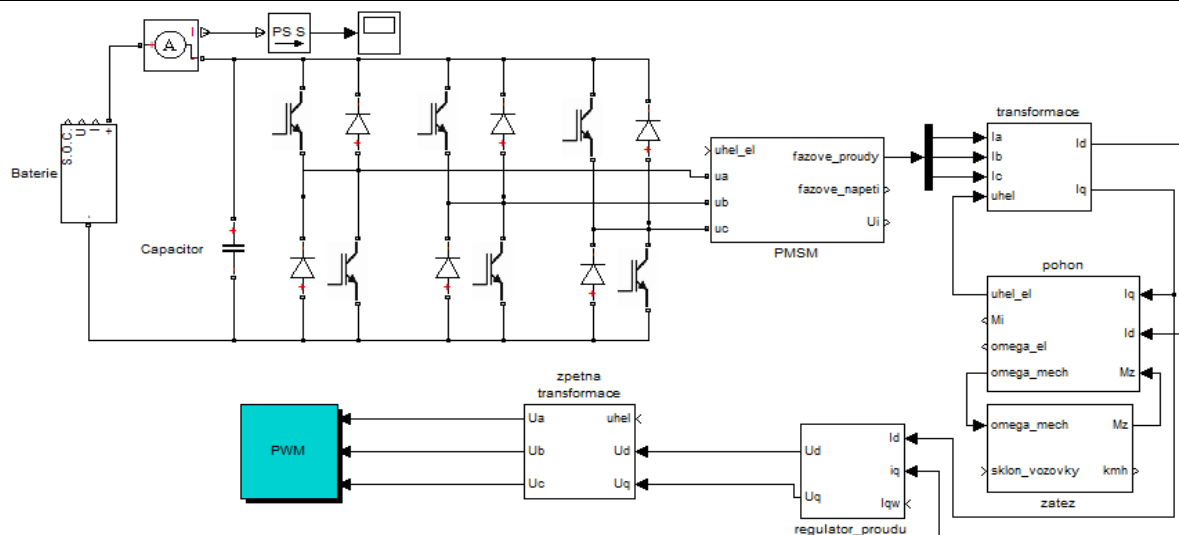 I
A
PS S
S.O.C.
U
I
+
-
Baterie
Capacitor
uhel_el
ua
ub
uc
fazove_proudy
fazove_napeti
Ui
PMSM
transformace
Ia
Ib
Ic
uhel
Id
Iq
pohon
uhel_el
Mi
omega_el
omega_mech
Iq
Id
Mz
omega_mech
sklon_vozovky
Mz
kmh
zatez
zpetna
transformace
Ua
Ub
Uc
uhel
Ud
Uq
PWM
Ud
Uq
Id
iq
Iqw
regulator_proudu